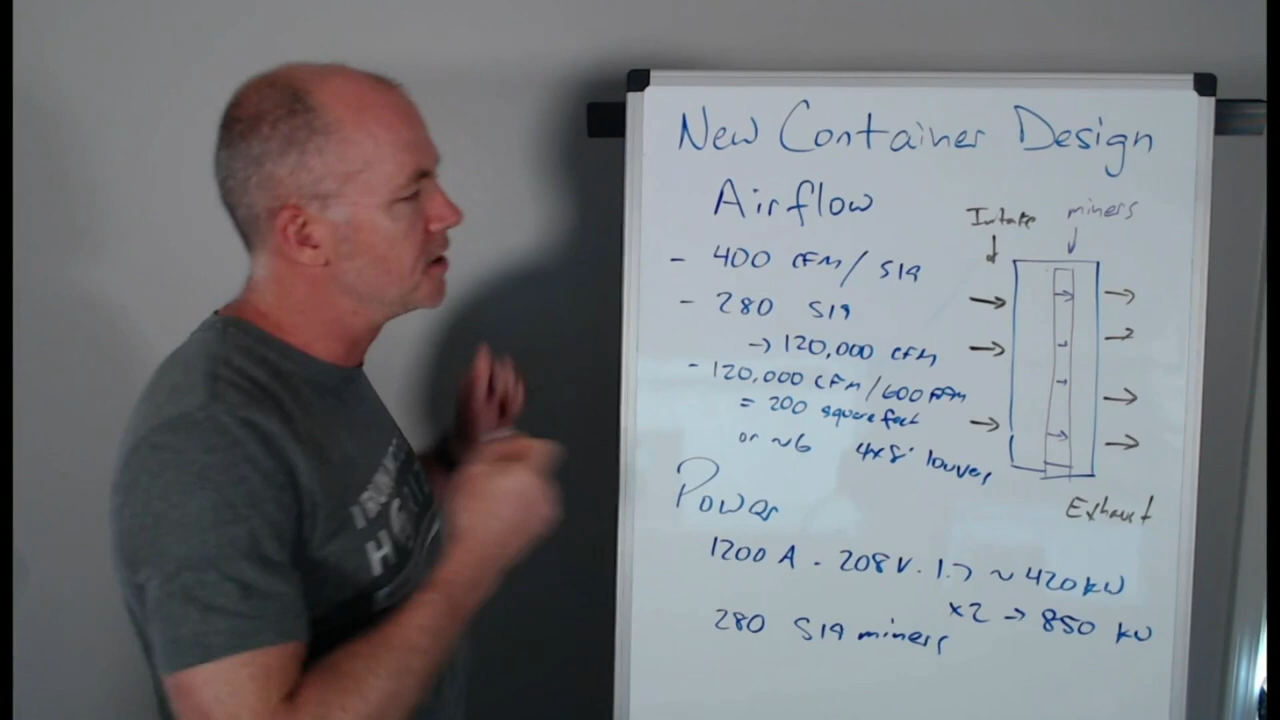 New Container Design
Airflow
Intake
miners
- 400 CFM / S19
- 280 S19
→ 120,000 CFM
- 120,000 CFM / 600 FPM
= 200 square feet
or ~6 4x8' louvers
Exhaust
Power
1200 A . 208 V . 1.7 ~ 420 kW
x2 → 850 kW
280 S19 miners